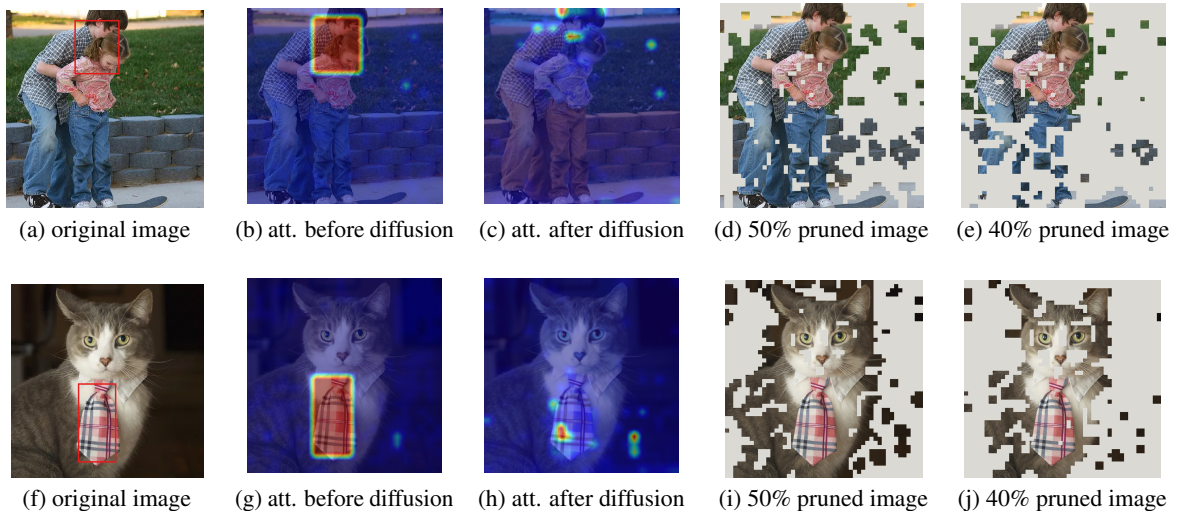 (a) original image
(b) att. before diffusion
(c) att. after diffusion
(d) 50% pruned image
(e) 40% pruned image
(f) original image
(g) att. before diffusion
(h) att. after diffusion
(i) 50% pruned image
(j) 40% pruned image